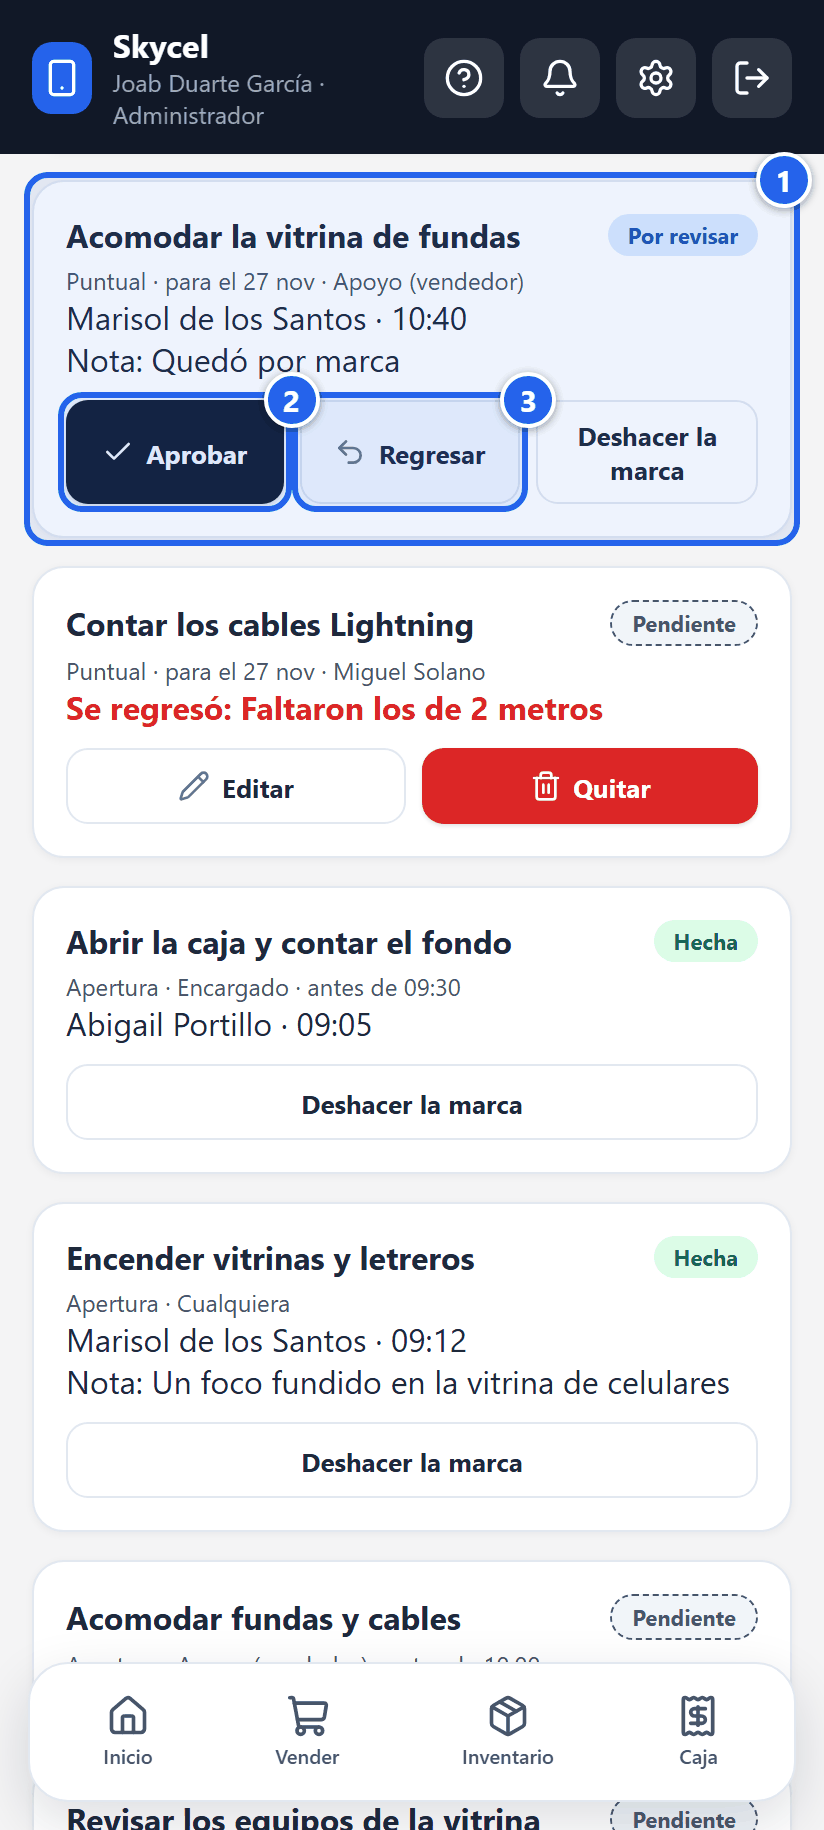 Skycel
Joab Duarte García ·
Administrador
1
Acomodar la vitrina de fundas
Por revisar
Puntual · para el 27 nov · Apoyo (vendedor)
Marisol de los Santos · 10:40
Nota: Quedó por marca
2
3
Aprobar
Regresar
Deshacer la
marca
Contar los cables Lightning
Pendiente
Puntual · para el 27 nov · Miguel Solano
Se regresó: Faltaron los de 2 metros
Editar
Quitar
Abrir la caja y contar el fondo
Hecha
Apertura · Encargado · antes de 09:30
Abigail Portillo · 09:05
Deshacer la marca
Encender vitrinas y letreros
Hecha
Apertura · Cualquiera
Marisol de los Santos · 09:12
Nota: Un foco fundido en la vitrina de celulares
Deshacer la marca
Acomodar fundas y cables
Pendiente
Inicio
Vender
Inventario
Caja
Revisar los equipos de la vitrina
Pendiente